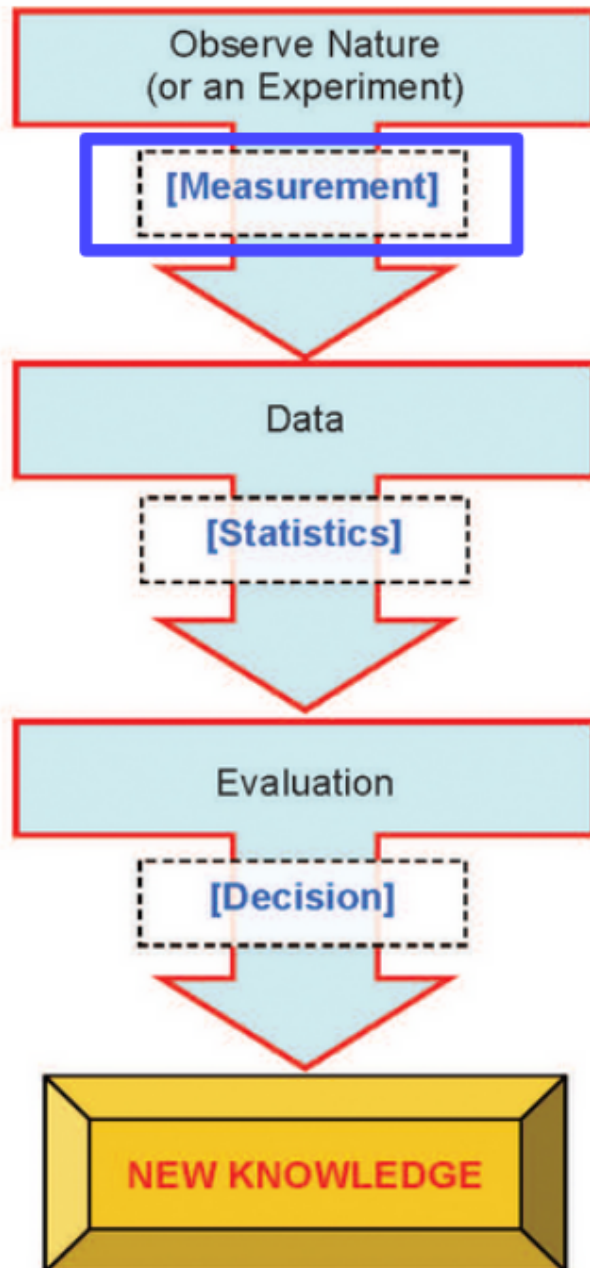 Observe Nature
(or an Experiment)
[Measurement]
Data
[Statistics]
Evaluation
[Decision]
NEW KNOWLEDGE